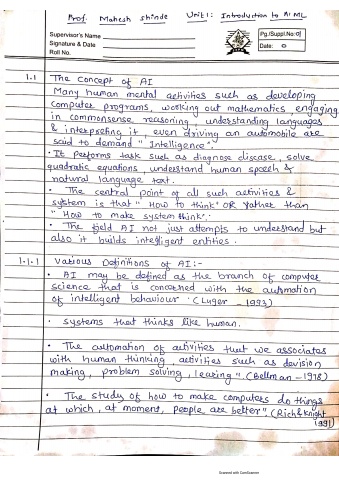 Prof. Mahesh Shinde Unit 1: Introduction to AI ML
Supervisor's Name
Signature & Date
Roll No.
Pg./Suppl.No: 01
Date:
1.1 The concept of AI
Many human mental activities such as developing
computer programs, working out mathematics, engaging
in commonsense reasoning, understanding languages
& interpreting it, even driving an automobile are
said to demand "Intelligence".
• It performs task such as diagnose disease, solve
quadratic equations, understand human speech &
natural language text.
• The central point of all such activities &
system is that "How to think" OR rather than
"How to make system think".
• The field AI not just attempts to understand but
also it builds intelligent entities.
1.1.1 Various Definitions of AI :-
• AI may be defined as the branch of computer
science that is concerned with the automation
of intelligent behaviour. (Luger - 1993)
• systems that thinks like human.
• The automation of activities that we associates
with human thinking, activities such as devision
making, problem solving, learing". (Bellman - 1978)
• The study of how to make computers do things
at which, at moment, people are better". (Rich & Knight
1991)
Scanned with CamScanner